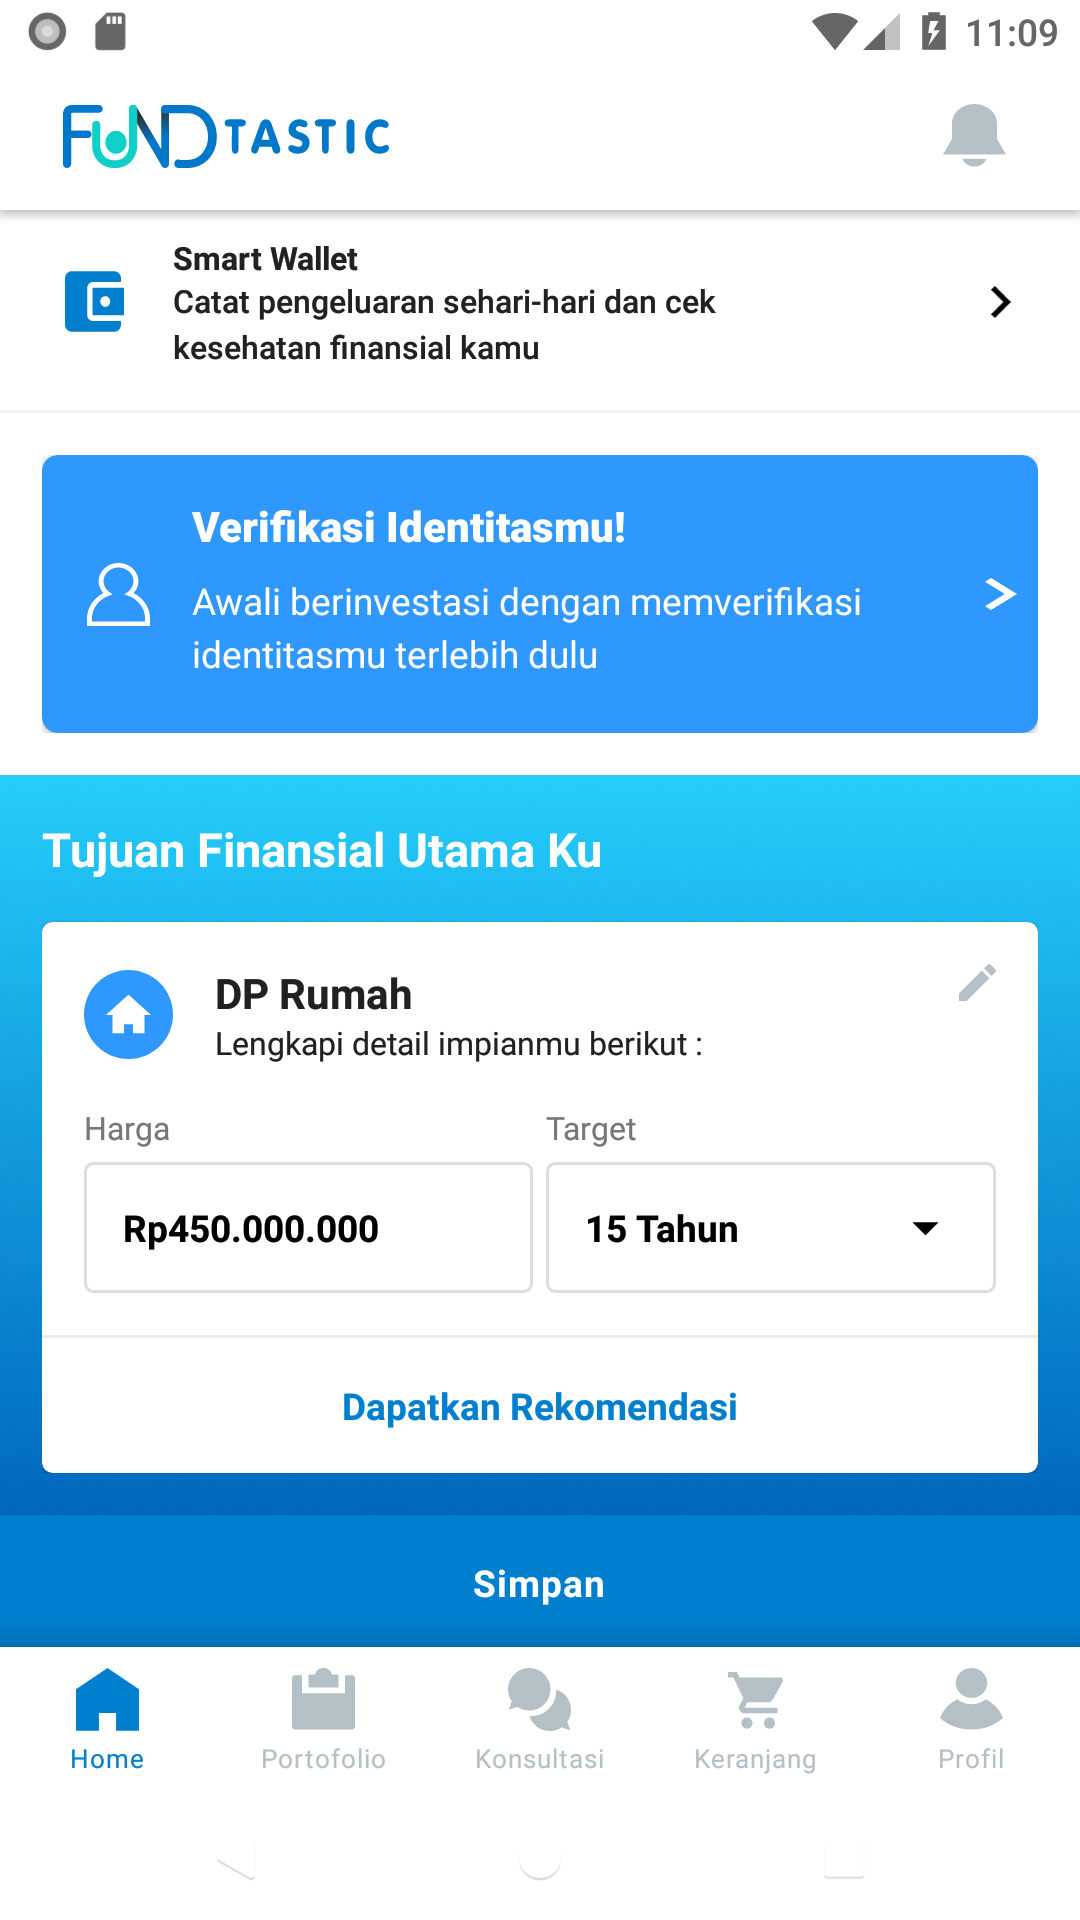 11:09
FUNDTASTIC
Smart Wallet
Catat pengeluaran sehari-hari dan cek
kesehatan finansial kamu
Verifikasi Identitasmu!
Awali berinvestasi dengan memverifikasi
identitasmu terlebih dulu
Tujuan Finansial Utama Ku
DP Rumah
Lengkapi detail impianmu berikut :
Harga Target
Rp450.000.000 15 Tahun
Dapatkan Rekomendasi
Simpan
Home Portofolio Konsultasi Keranjang Profil